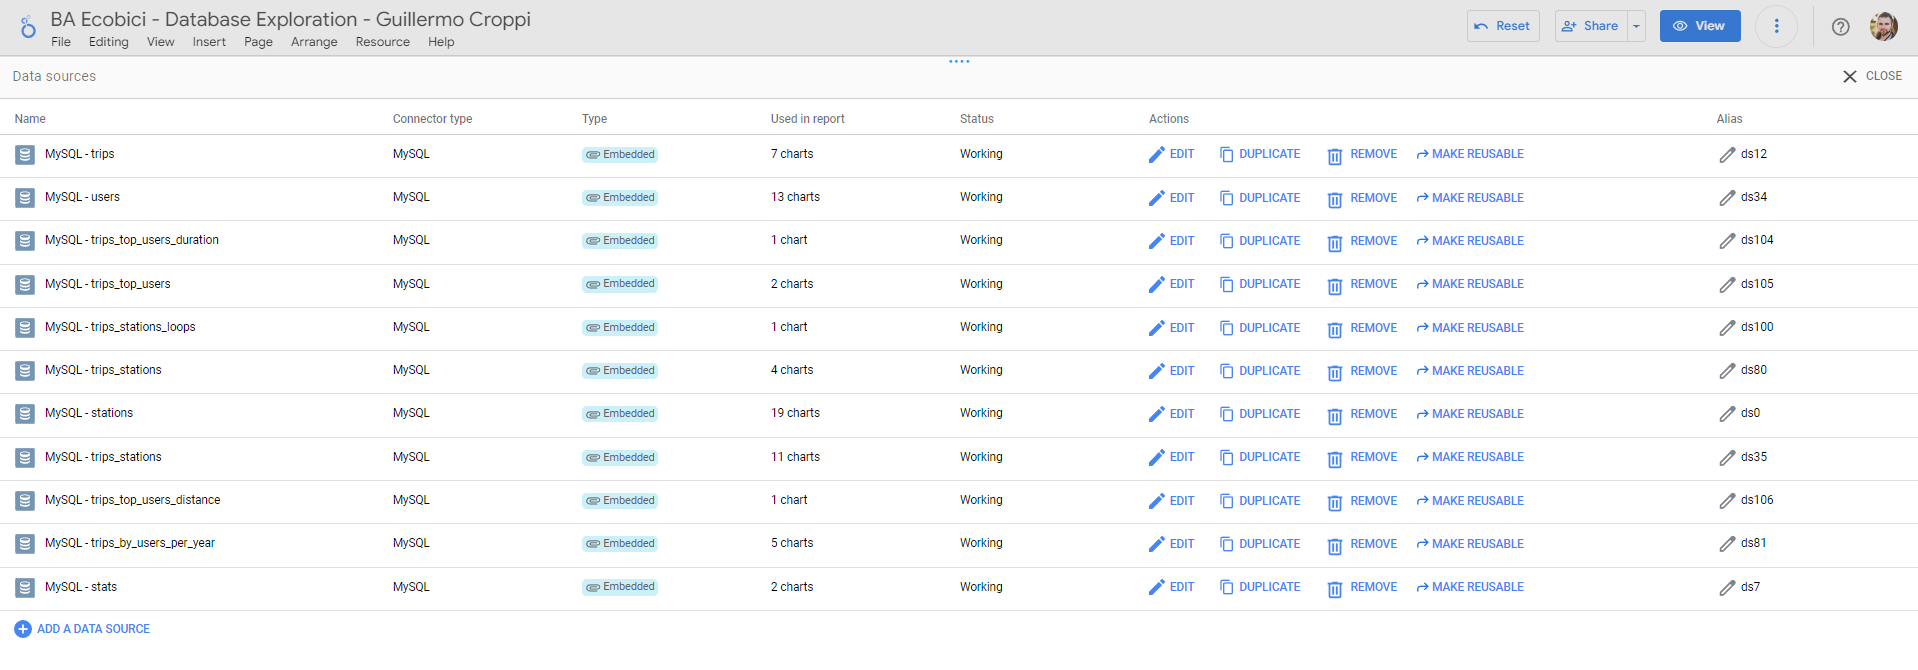 BA Ecobici - Database Exploration - Guillermo Croppi
File Editing View Insert Page Arrange Resource Help
Reset Share View
Data sources
CLOSE
Name Connector type Type Used in report Status Actions Alias
MySQL - trips MySQL Embedded 7 charts Working EDIT DUPLICATE REMOVE MAKE REUSABLE ds12
MySQL - users MySQL Embedded 13 charts Working EDIT DUPLICATE REMOVE MAKE REUSABLE ds34
MySQL - trips_top_users_duration MySQL Embedded 1 chart Working EDIT DUPLICATE REMOVE MAKE REUSABLE ds104
MySQL - trips_top_users MySQL Embedded 2 charts Working EDIT DUPLICATE REMOVE MAKE REUSABLE ds105
MySQL - trips_stations_loops MySQL Embedded 1 chart Working EDIT DUPLICATE REMOVE MAKE REUSABLE ds100
MySQL - trips_stations MySQL Embedded 4 charts Working EDIT DUPLICATE REMOVE MAKE REUSABLE ds80
MySQL - stations MySQL Embedded 19 charts Working EDIT DUPLICATE REMOVE MAKE REUSABLE ds0
MySQL - trips_stations MySQL Embedded 11 charts Working EDIT DUPLICATE REMOVE MAKE REUSABLE ds35
MySQL - trips_top_users_distance MySQL Embedded 1 chart Working EDIT DUPLICATE REMOVE MAKE REUSABLE ds106
MySQL - trips_by_users_per_year MySQL Embedded 5 charts Working EDIT DUPLICATE REMOVE MAKE REUSABLE ds81
MySQL - stats MySQL Embedded 2 charts Working EDIT DUPLICATE REMOVE MAKE REUSABLE ds7
ADD A DATA SOURCE